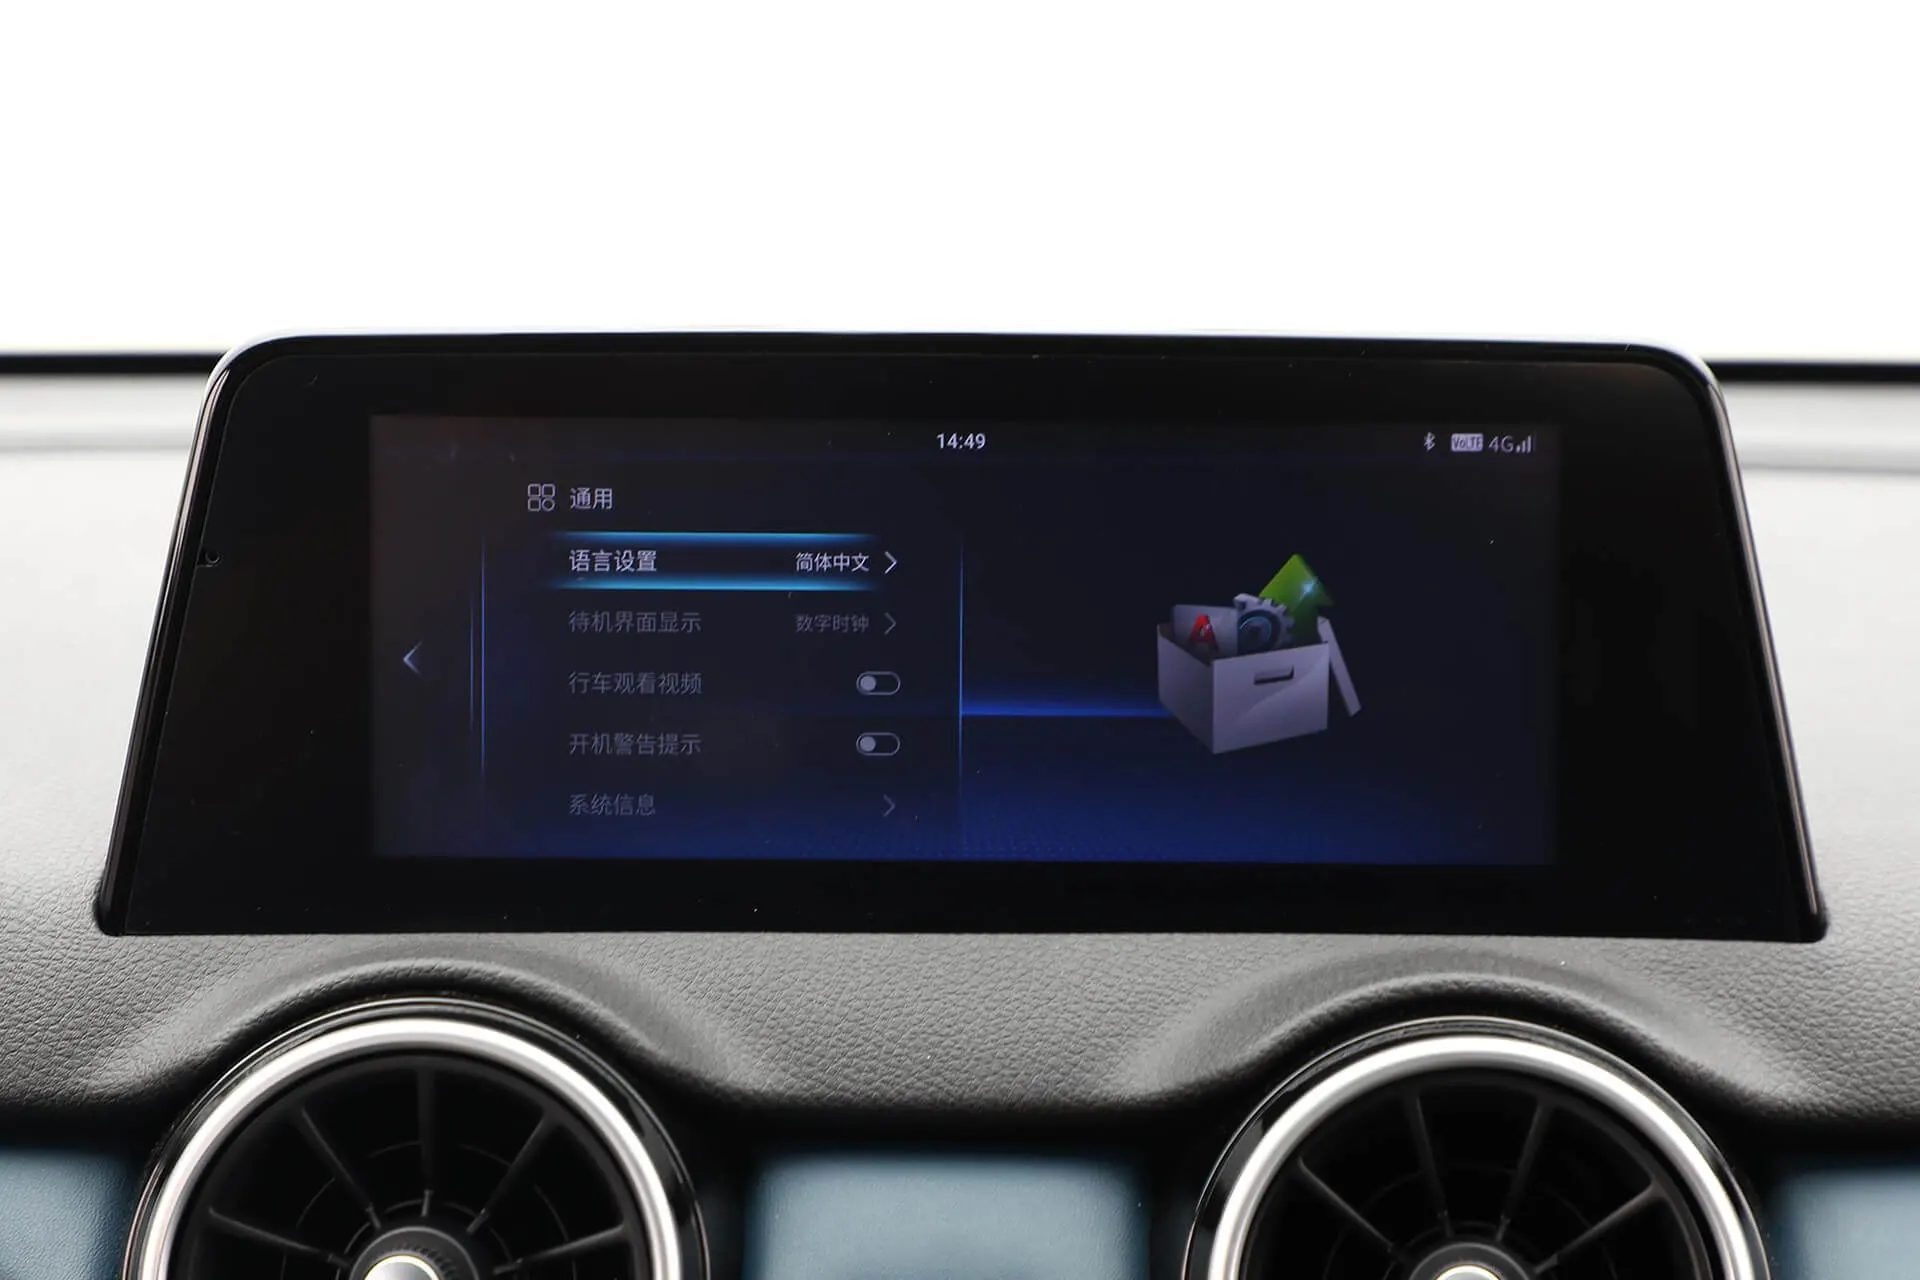 14:49
VoLTE 4G
通用
语言设置 简体中文
待机界面显示 数字时钟
行车观看视频
开机警告提示
系统信息